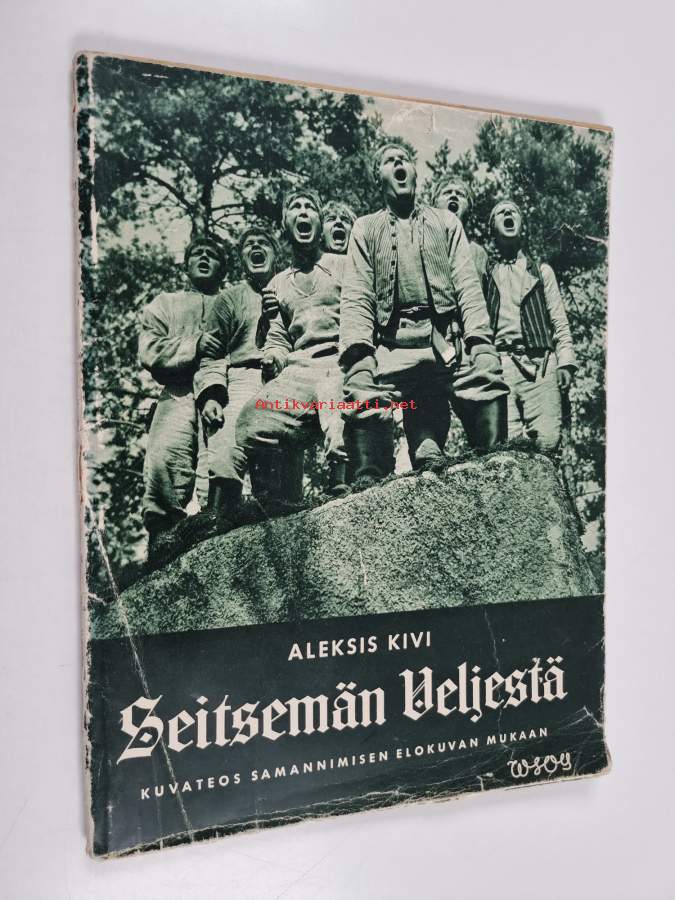 Antikvariaatti.net
ALEKSIS KIVI
Seitsemän Veljestä
KUVATEOS SAMANNIMISEN ELOKUVAN MUKAAN
WSOY